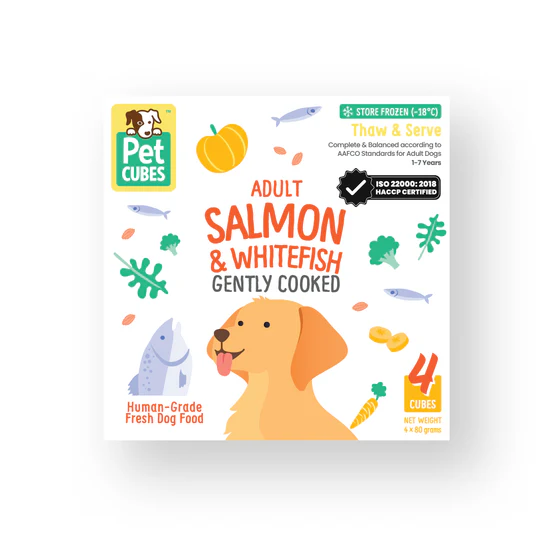 Pet
CUBES
™
STORE FROZEN (-18°C)
Thaw & Serve
Complete & Balanced according to
AAFCO Standards for Adult Dogs
1-7 Years
ISO 22000: 2018
HACCP CERTIFIED
ADULT
SALMON
& WHITEFISH
GENTLY COOKED
Human-Grade
Fresh Dog Food
4
CUBES
NET WEIGHT
4 x 80 grams